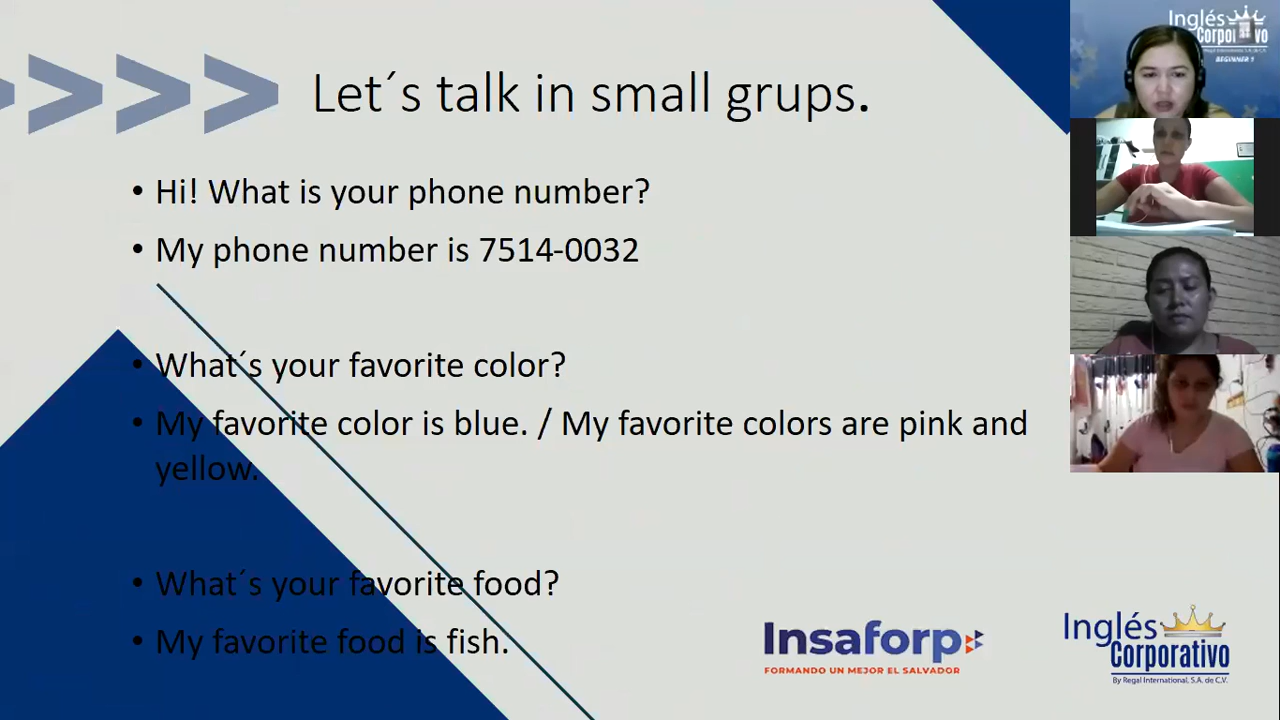 Let´s talk in small grups.
• Hi! What is your phone number?
• My phone number is 7514-0032
• What´s your favorite color?
• My favorite color is blue. / My favorite colors are pink and
yellow.
• What´s your favorite food?
• My favorite food is fish.
Insaforp
FORMANDO UN MEJOR EL SALVADOR
Inglés
Corporativo
By Regal International, S.A. de C.V.
Inglés
BEGINNER 1